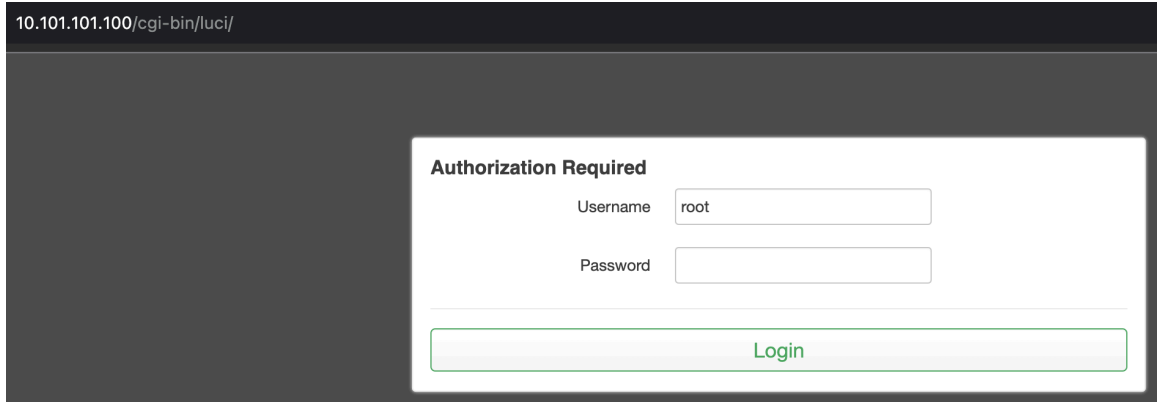 10.101.101.100/cgi-bin/luci/
Authorization Required
Username root
Password
Login